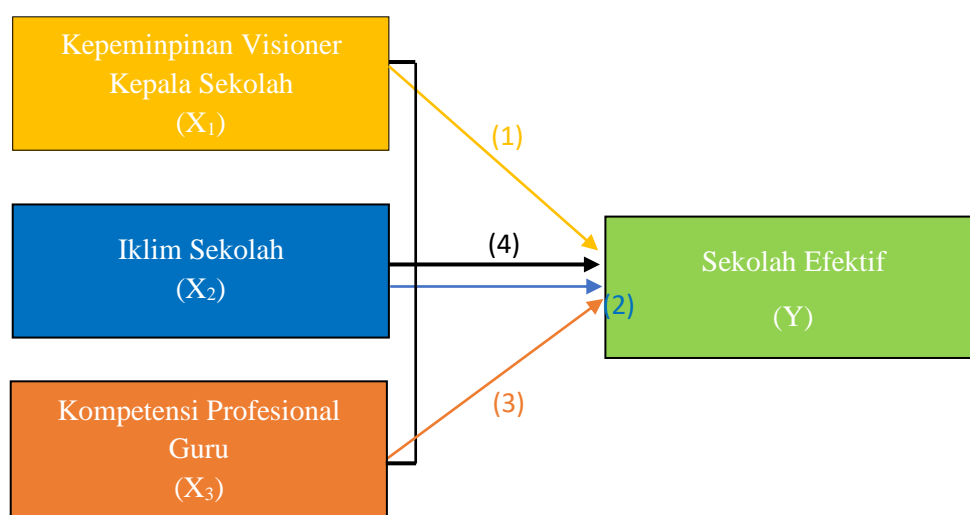 Kepeminpinan Visioner
Kepala Sekolah
(X₁)
(1)
Iklim Sekolah
(X₂)
(4)
(2)
Sekolah Efektif
(Y)
Kompetensi Profesional
Guru
(X₃)
(3)